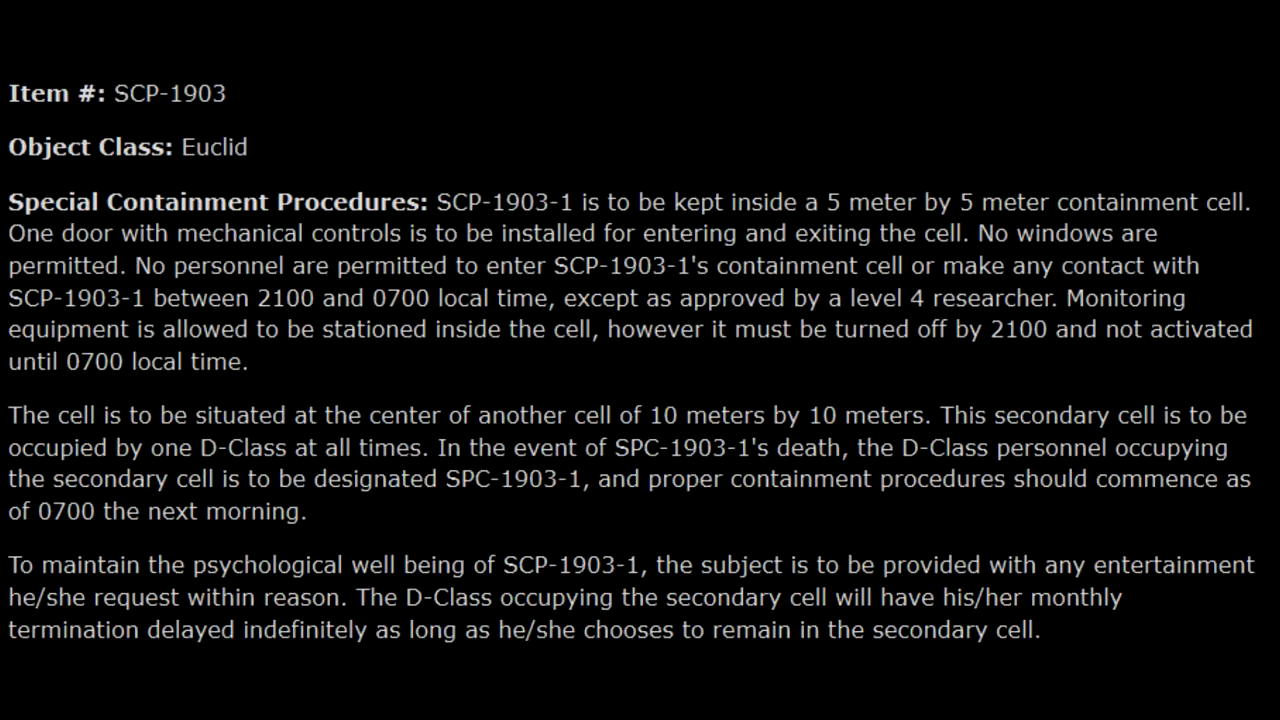 Item #: SCP-1903
Object Class: Euclid
Special Containment Procedures: SCP-1903-1 is to be kept inside a 5 meter by 5 meter containment cell.
One door with mechanical controls is to be installed for entering and exiting the cell. No windows are
permitted. No personnel are permitted to enter SCP-1903-1's containment cell or make any contact with
SCP-1903-1 between 2100 and 0700 local time, except as approved by a level 4 researcher. Monitoring
equipment is allowed to be stationed inside the cell, however it must be turned off by 2100 and not activated
until 0700 local time.
The cell is to be situated at the center of another cell of 10 meters by 10 meters. This secondary cell is to be
occupied by one D-Class at all times. In the event of SPC-1903-1's death, the D-Class personnel occupying
the secondary cell is to be designated SPC-1903-1, and proper containment procedures should commence as
of 0700 the next morning.
To maintain the psychological well being of SCP-1903-1, the subject is to be provided with any entertainment
he/she request within reason. The D-Class occupying the secondary cell will have his/her monthly
termination delayed indefinitely as long as he/she chooses to remain in the secondary cell.